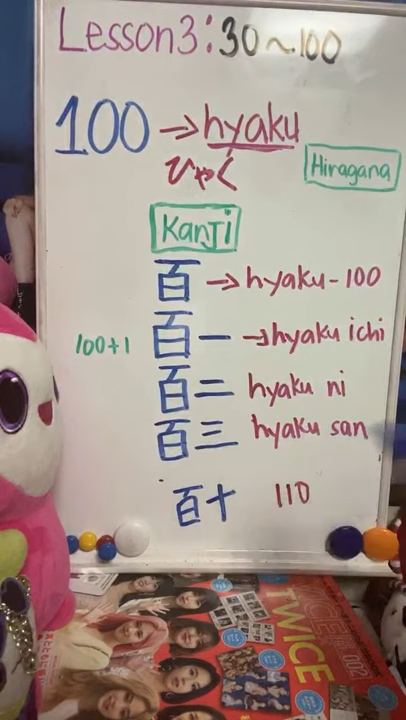 Lesson3: 30~100
100 → hyaku
ひゃく
Hiragana
Kanji
百 → hyaku-100
100+1 百一 → hyaku ichi
百二 hyaku ni
百三 hyaku san
百十 110
TWICE